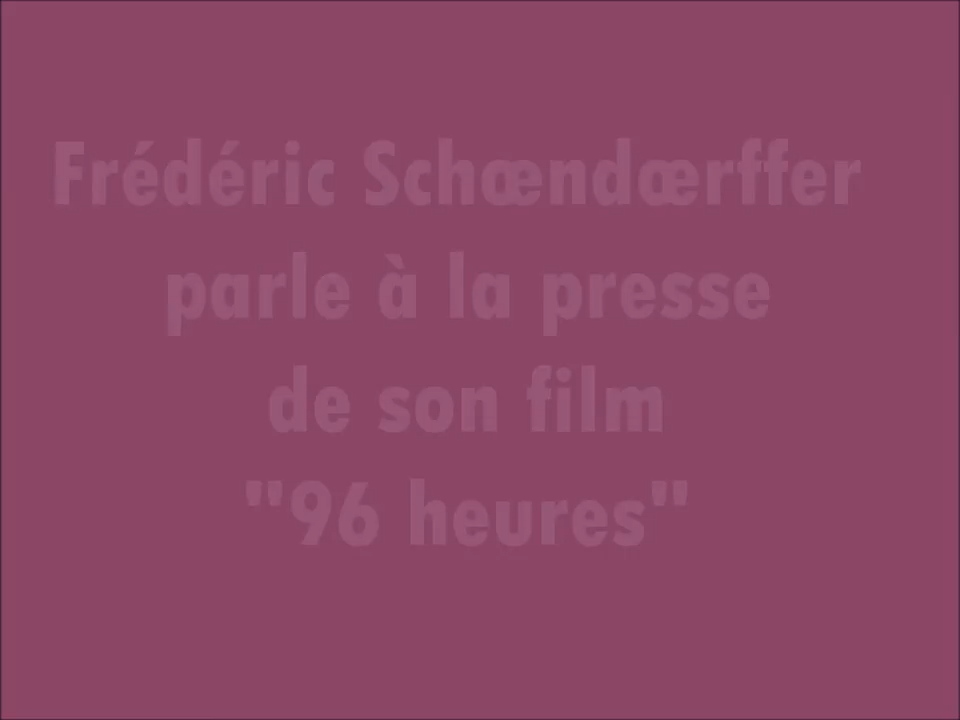 Frédéric Schœndœrffer
parle à la presse
de son film
"96 heures"